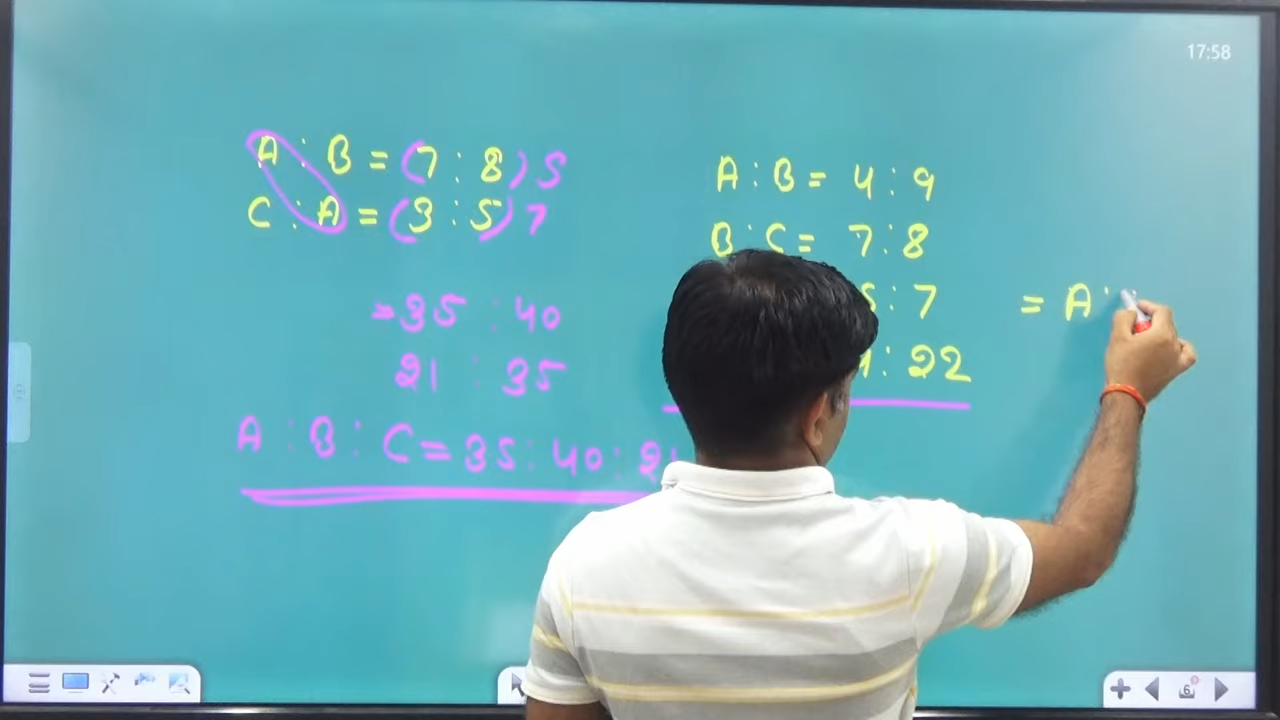 17:58
A : B = (7 : 8) 5
C : A = (3 : 5) 7
= 35 : 40
21 : 35
A : B : C = 35 : 40 : 21
A : B = 4 : 9
B : C = 7 : 8
: 7
: 22
= A :